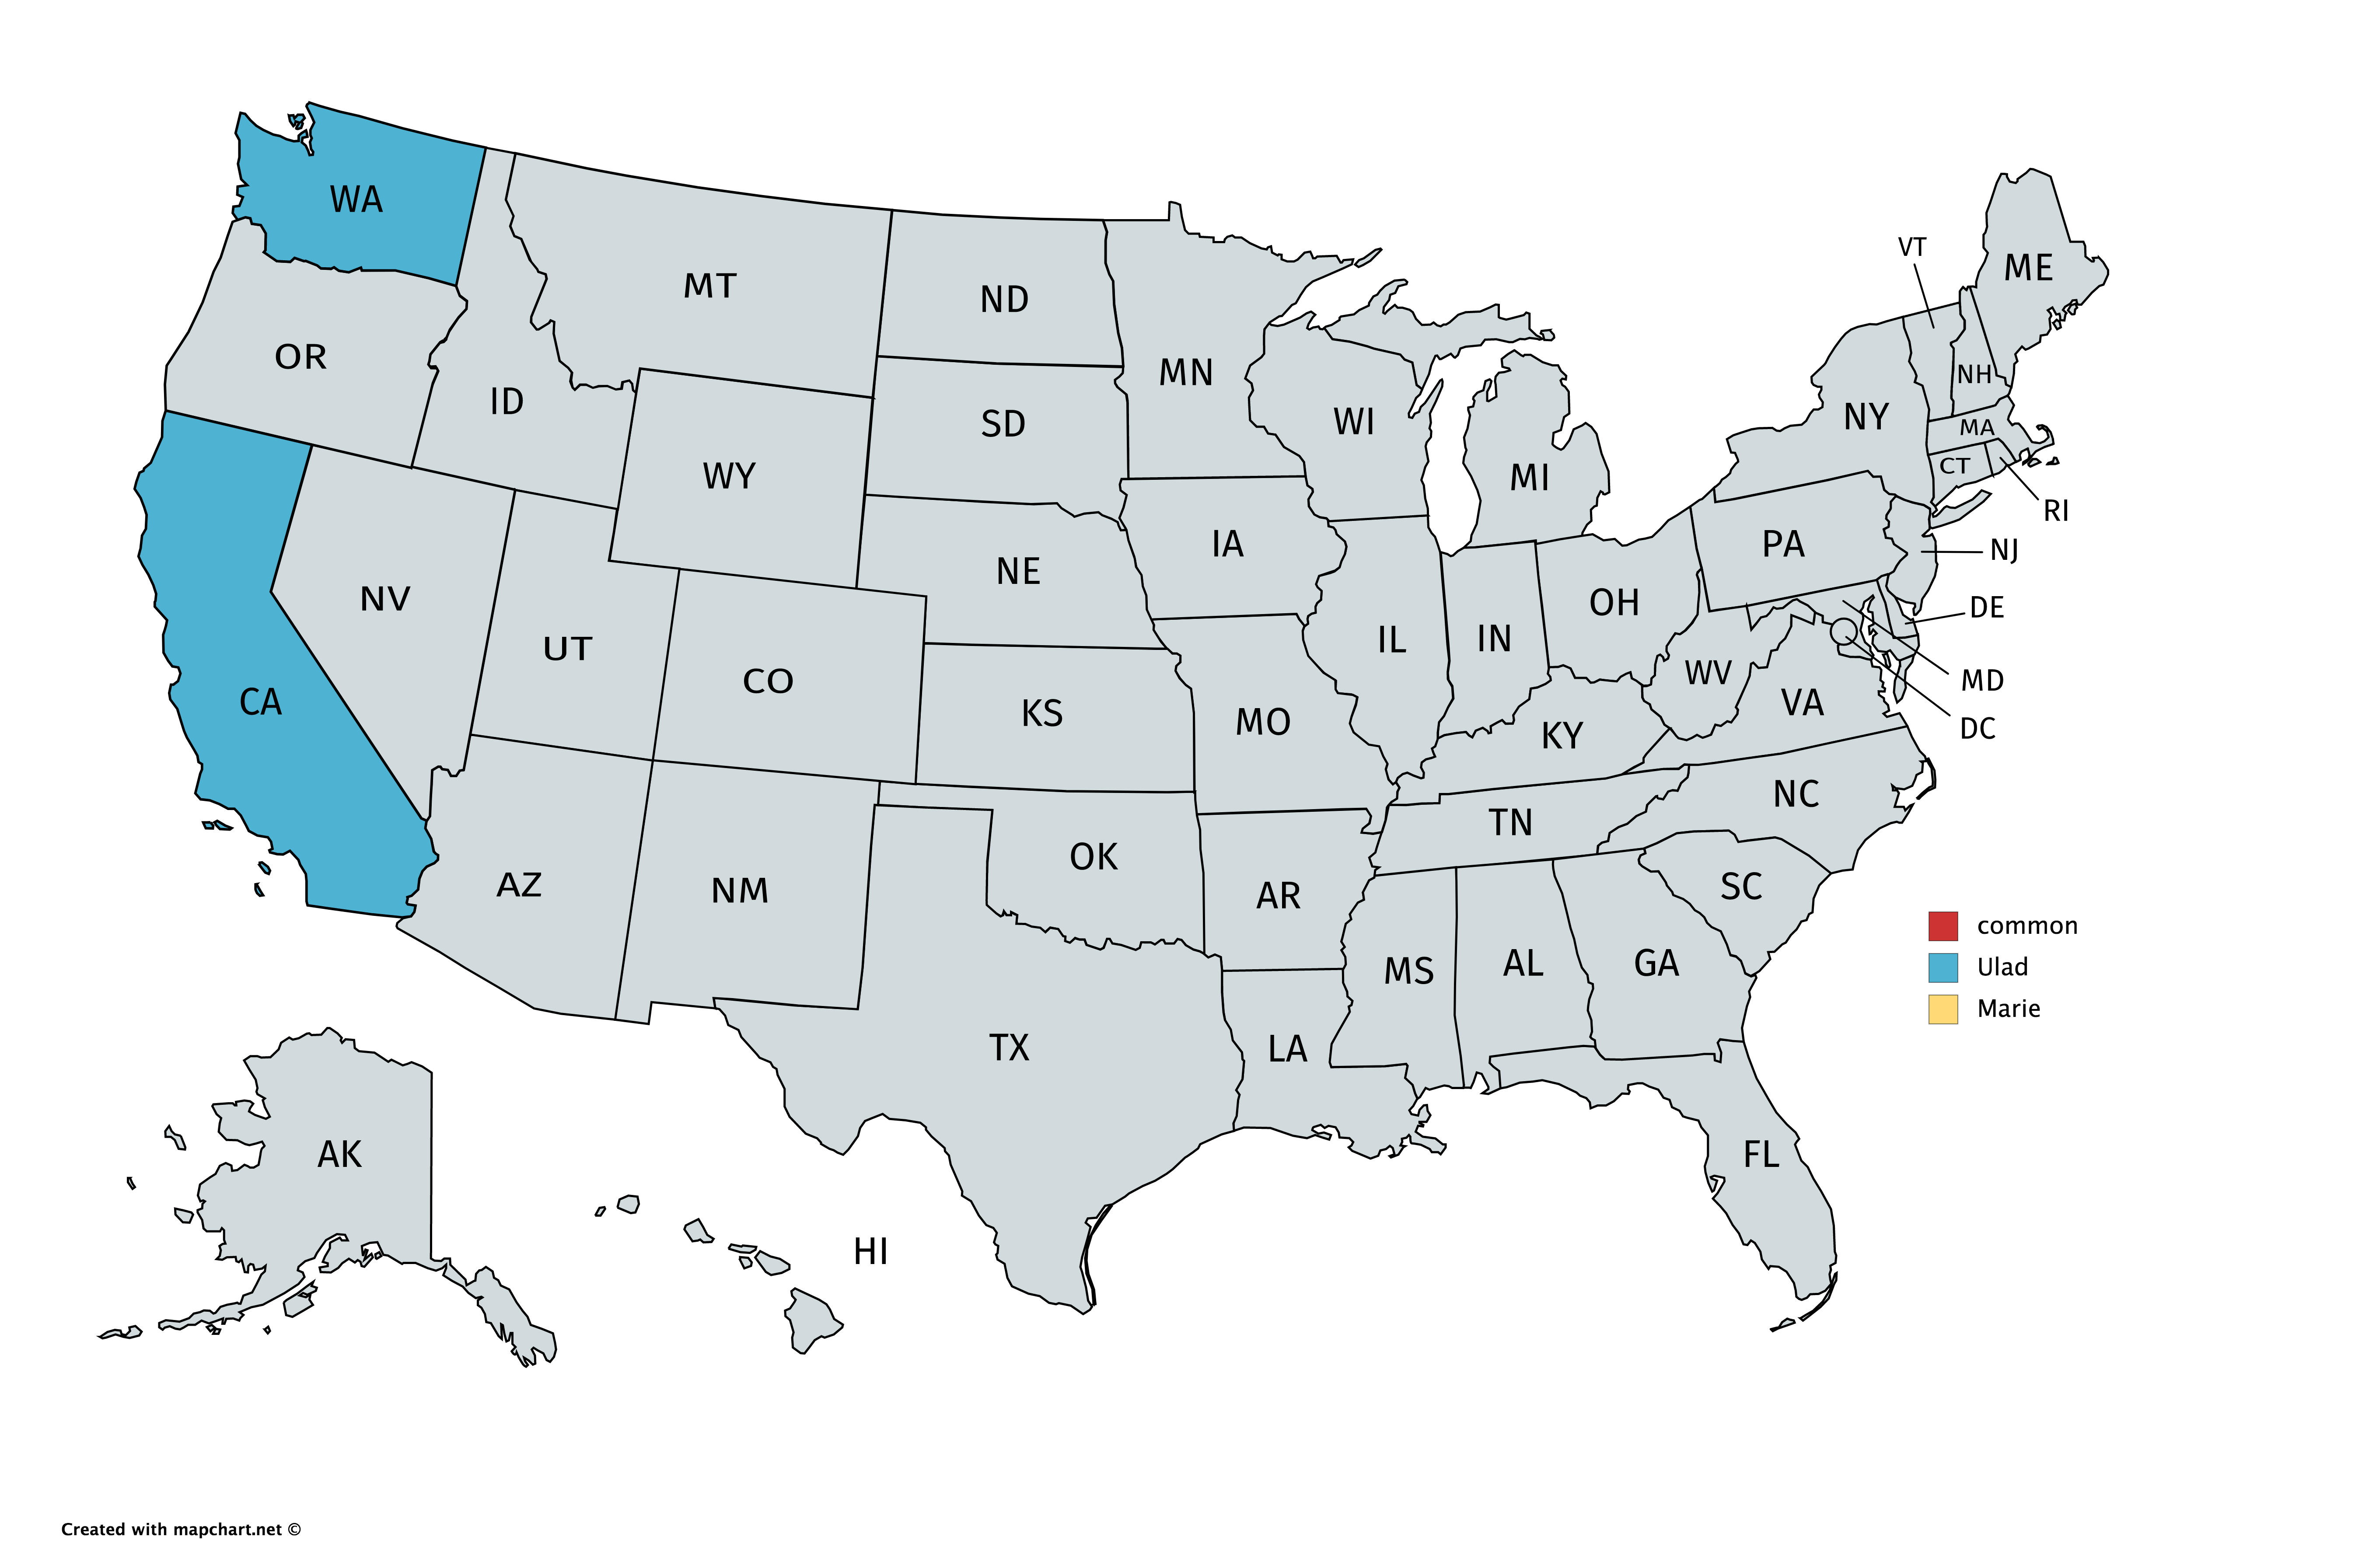 WA
MT
ND
MN
VT
ME
OR
ID
SD
WI
NH
NY
MA
CT
WY
MI
RI
IA
PA
NJ
NE
NV
OH
DE
UT
IL
IN
WV
MD
CO
CA
KS
MO
KY
VA
DC
NC
TN
OK
AZ
NM
AR
SC
common
MS
AL
GA
Ulad
Marie
TX
LA
AK
FL
HI
Created with mapchart.net ©